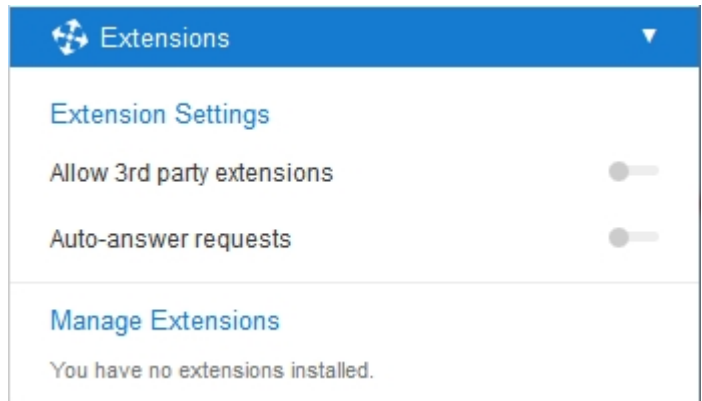 Extensions
Extension Settings
Allow 3rd party extensions
Auto-answer requests
Manage Extensions
You have no extensions installed.